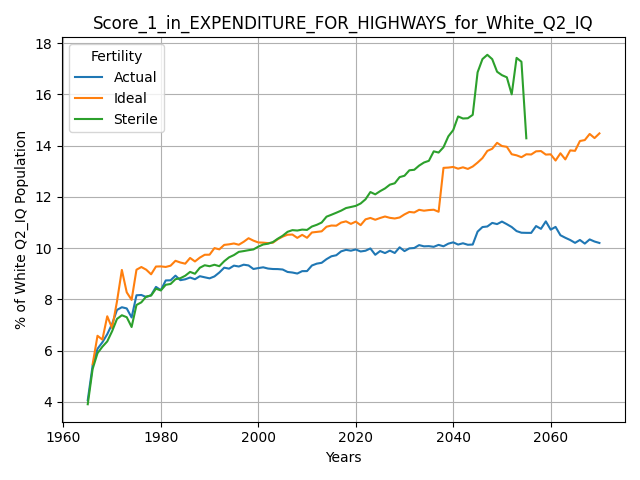 Score_1_in_EXPENDITURE_FOR_HIGHWAYS_for_White_Q2_IQ
Fertility
Actual
Ideal
Sterile
% of White Q2_IQ Population
18
16
14
12
10
8
6
4
1960 1980 2000 2020 2040 2060
Years